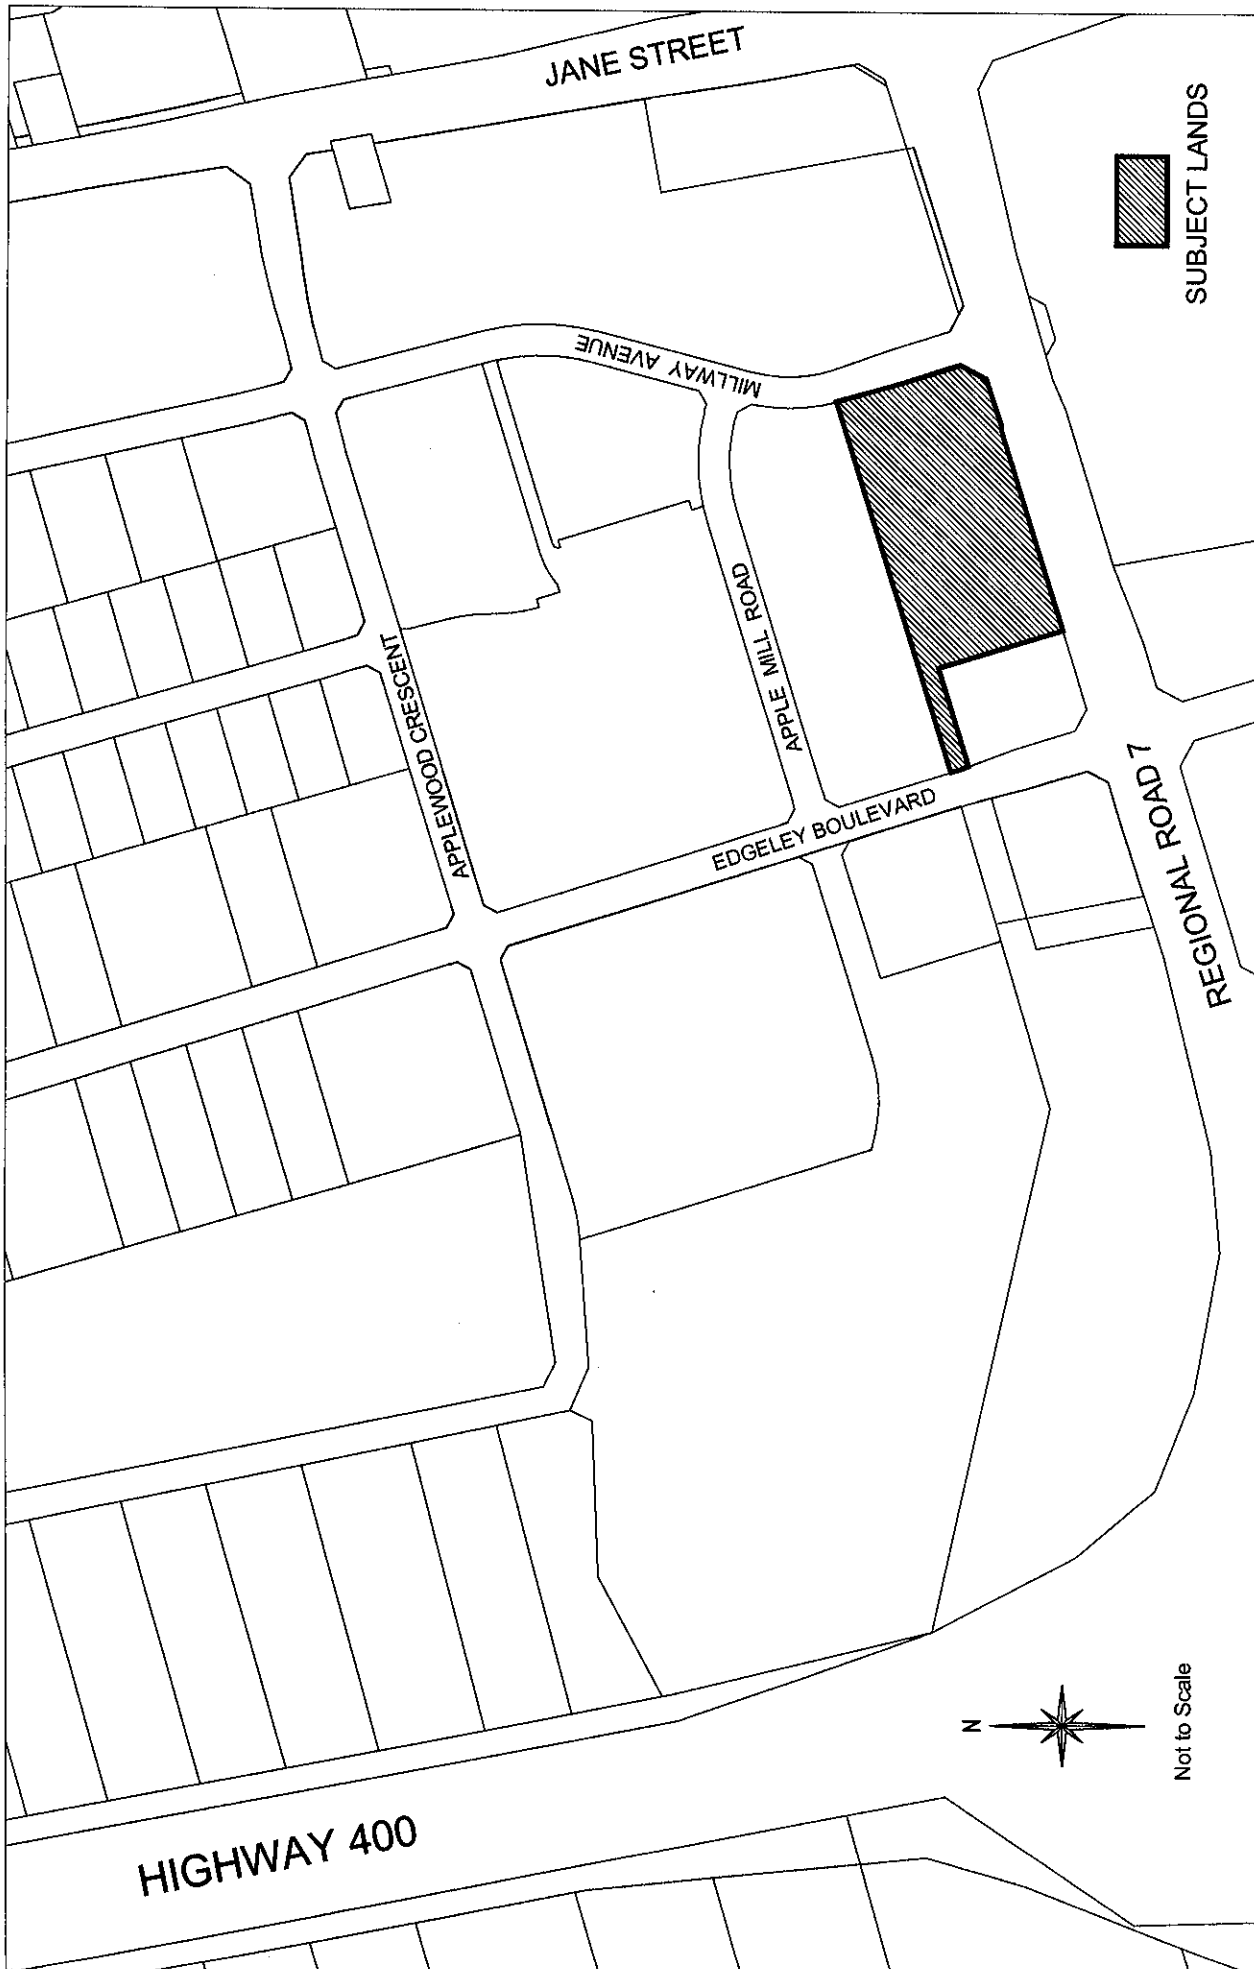 JANE STREET
SUBJECT LANDS
MILLWAY AVENUE
APPLEWOOD CRESCENT
APPLE MILL ROAD
EDGELEY BOULEVARD
REGIONAL ROAD 7
HIGHWAY 400
N
Not to Scale